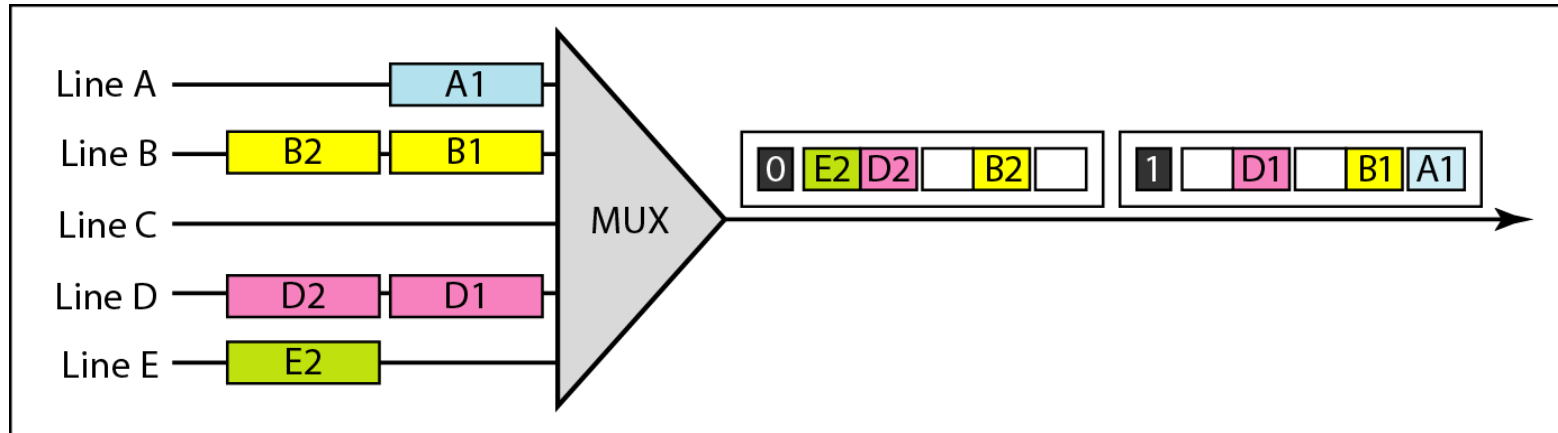 Line A A1
Line B B2 B1
Line C
Line D D2 D1
Line E E2
MUX
0 E2 D2 B2
1 D1 B1 A1